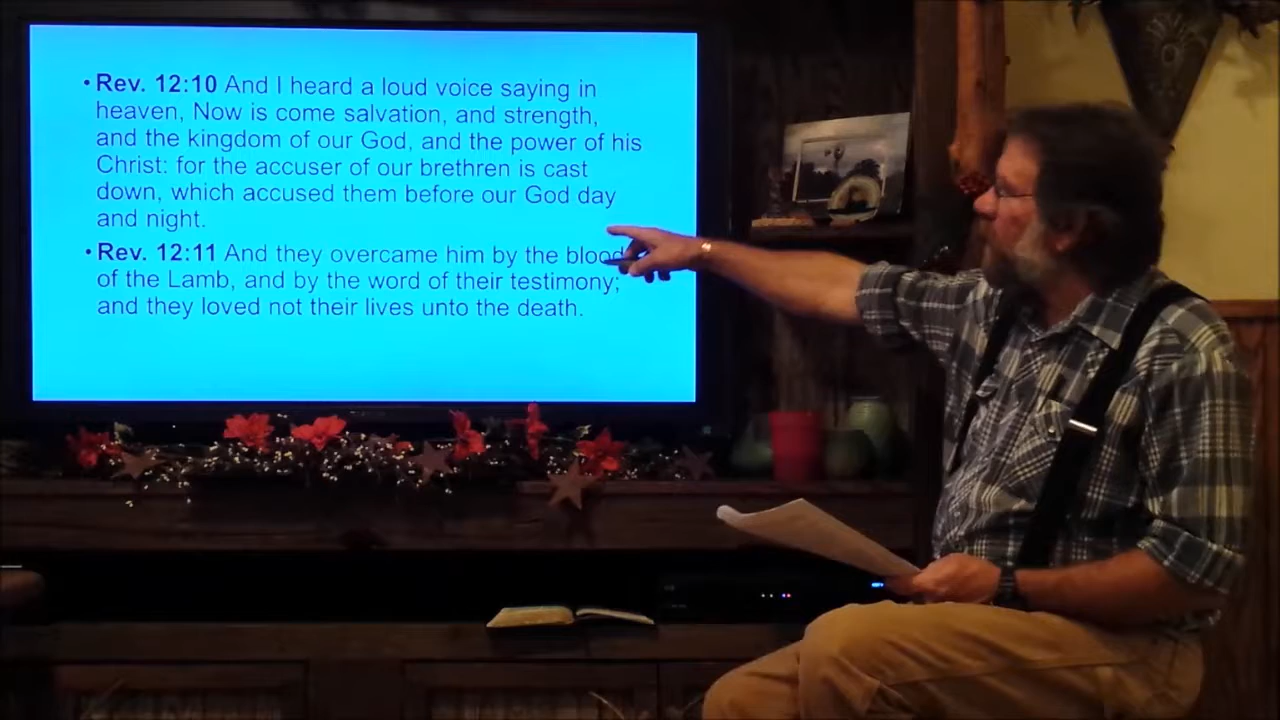 • Rev. 12:10 And I heard a loud voice saying in
heaven, Now is come salvation, and strength,
and the kingdom of our God, and the power of his
Christ: for the accuser of our brethren is cast
down, which accused them before our God day
and night.
• Rev. 12:11 And they overcame him by the blood
of the Lamb, and by the word of their testimony;
and they loved not their lives unto the death.